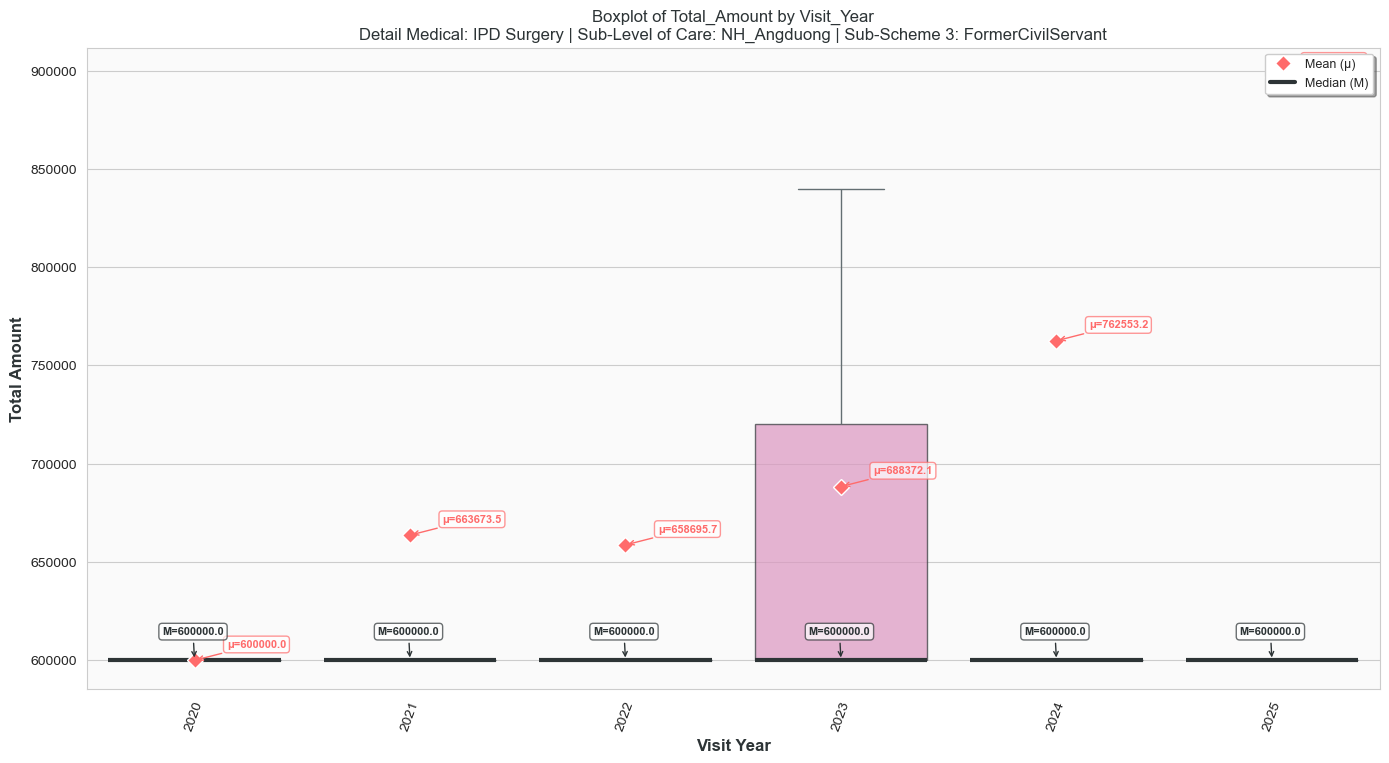 Boxplot of Total_Amount by Visit_Year
Detail Medical: IPD Surgery | Sub-Level of Care: NH_Angduong | Sub-Scheme 3: FormerCivilServant
Mean (μ)
Median (M)
Total Amount
900000
850000
800000
750000
700000
650000
600000
μ=762553.2
μ=688372.1
μ=663673.5
μ=658695.7
μ=600000.0
M=600000.0
M=600000.0
M=600000.0
M=600000.0
M=600000.0
M=600000.0
2020
2021
2022
2023
2024
2025
Visit Year